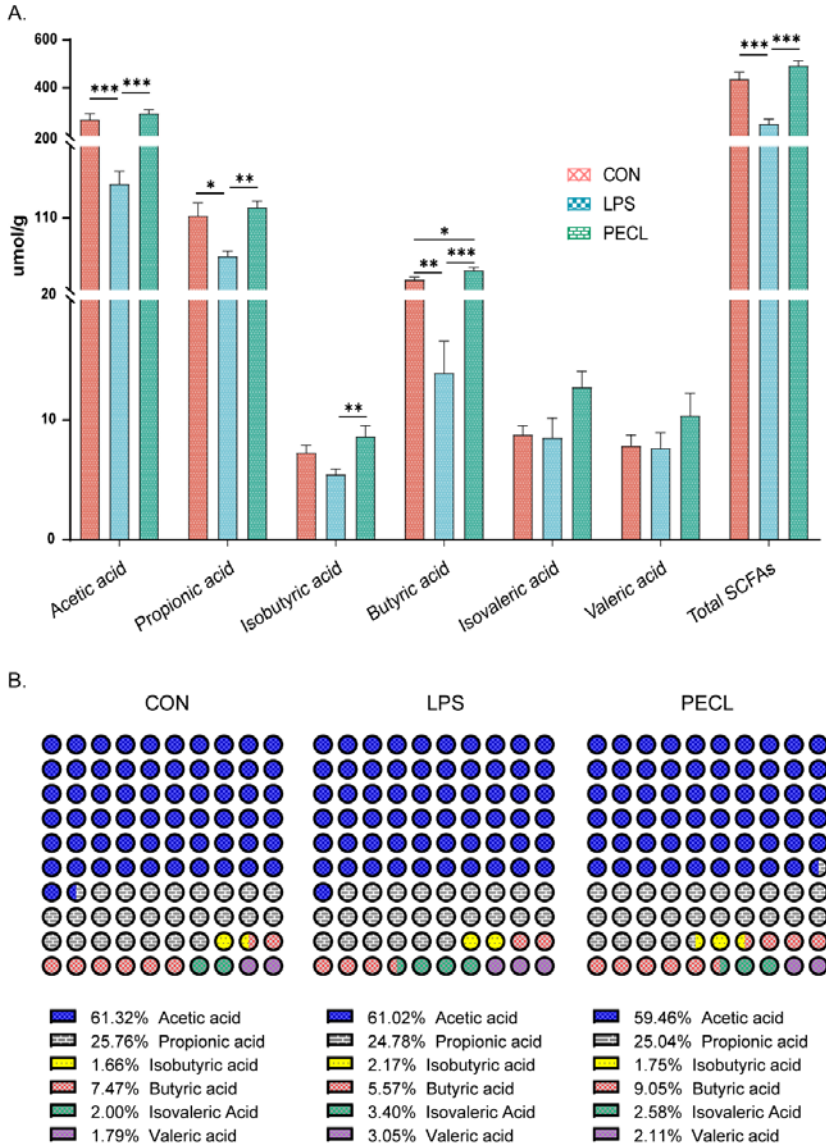 A.
600
400
200
110
20
10
0
umol/g
*** ***
* **
**
*
** ***
*** ***
CON
LPS
PECL
Acetic acid
Propionic acid
Isobutyric acid
Butyric acid
Isovaleric acid
Valeric acid
Total SCFAs
B.
CON LPS PECL
61.32% Acetic acid
25.76% Propionic acid
1.66% Isobutyric acid
7.47% Butyric acid
2.00% Isovaleric Acid
1.79% Valeric acid
61.02% Acetic acid
24.78% Propionic acid
2.17% Isobutyric acid
5.57% Butyric acid
3.40% Isovaleric Acid
3.05% Valeric acid
59.46% Acetic acid
25.04% Propionic acid
1.75% Isobutyric acid
9.05% Butyric acid
2.58% Isovaleric Acid
2.11% Valeric acid